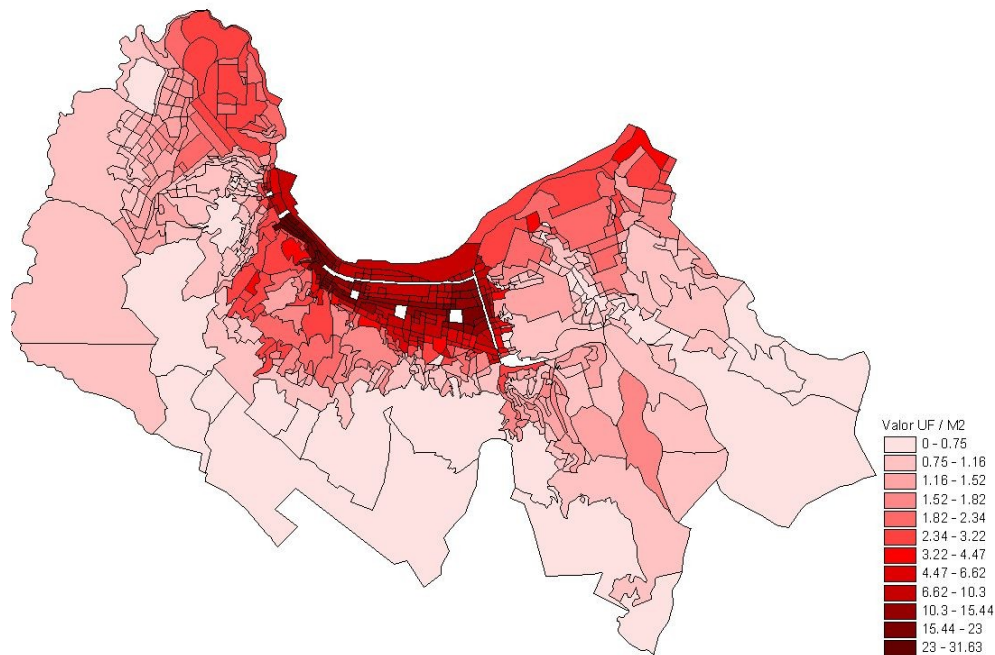 Valor UF / M2
0 - 0.75
0.75 - 1.16
1.16 - 1.52
1.52 - 1.82
1.82 - 2.34
2.34 - 3.22
3.22 - 4.47
4.47 - 6.62
6.62 - 10.3
10.3 - 15.44
15.44 - 23
23 - 31.63